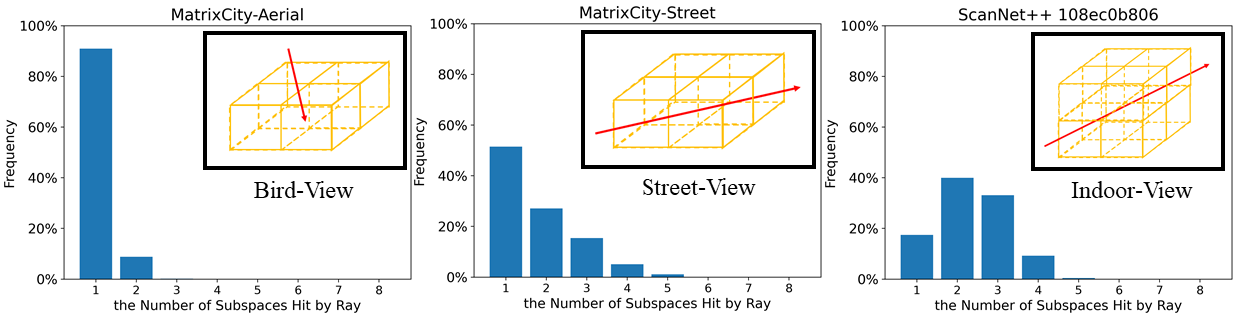 MatrixCity-Aerial
100%
80%
60%
40%
20%
0%
Frequency
Bird-View
1 2 3 4 5 6 7 8
the Number of Subspaces Hit by Ray
MatrixCity-Street
100%
80%
60%
40%
20%
0%
Frequency
Street-View
1 2 3 4 5 6 7 8
the Number of Subspaces Hit by Ray
ScanNet++ 108ec0b806
100%
80%
60%
40%
20%
0%
Frequency
Indoor-View
1 2 3 4 5 6 7 8
the Number of Subspaces Hit by Ray